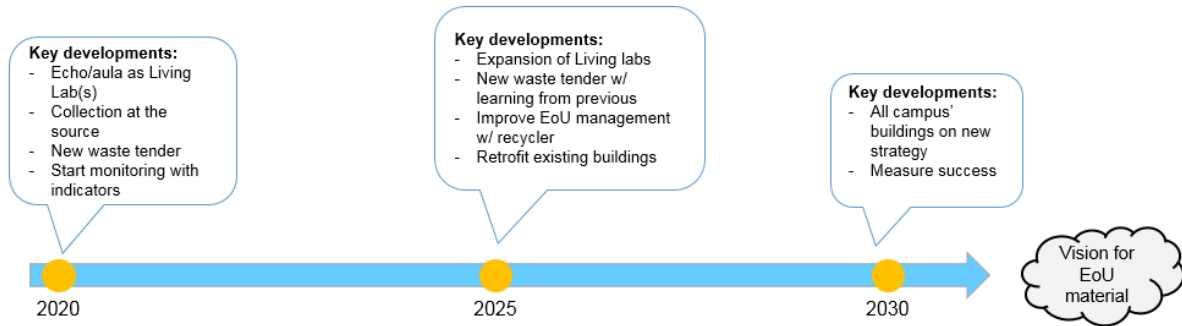 Key developments:
- Echo/aula as Living
Lab(s)
- Collection at the
source
- New waste tender
- Start monitoring with
indicators
Key developments:
- Expansion of Living labs
- New waste tender w/
learning from previous
- Improve EoU management
w/ recycler
- Retrofit existing buildings
Key developments:
- All campus’
buildings on new
strategy
- Measure success
Vision for
EoU
material
2020
2025
2030